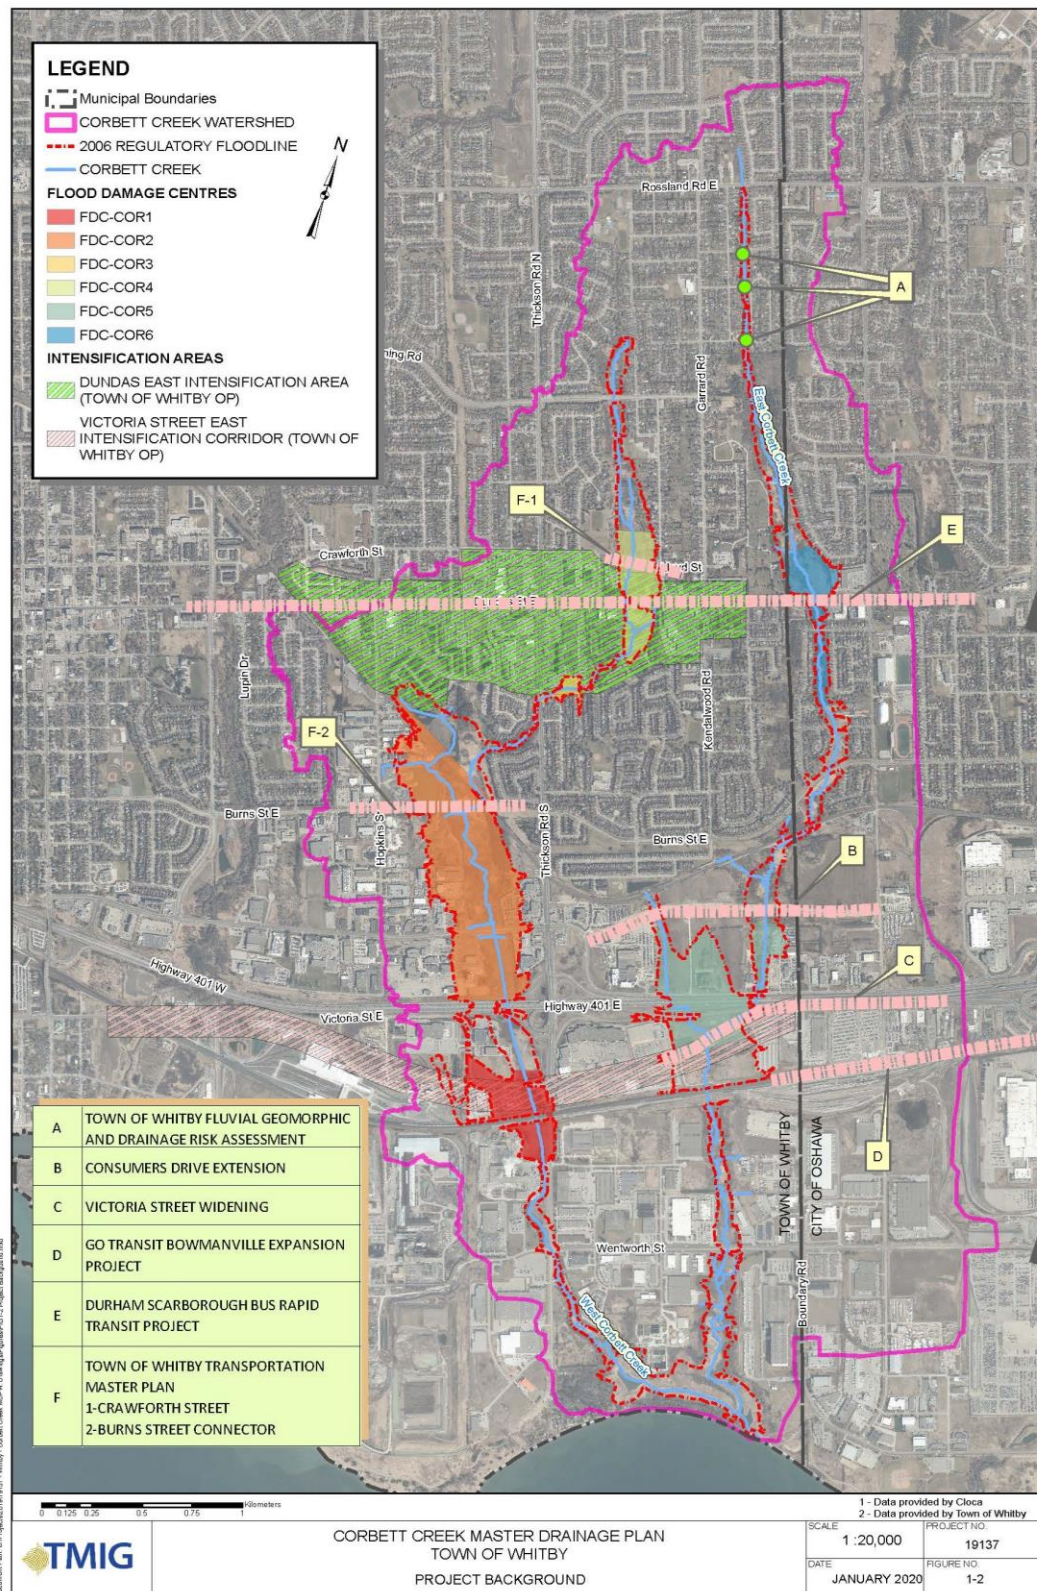 LEGEND
Municipal Boundaries
CORBETT CREEK WATERSHED
2006 REGULATORY FLOODLINE
CORBETT CREEK
FLOOD DAMAGE CENTRES
FDC-COR1
FDC-COR2
FDC-COR3
FDC-COR4
FDC-COR5
FDC-COR6
INTENSIFICATION AREAS
DUNDAS EAST INTENSIFICATION AREA
(TOWN OF WHITBY OP)
VICTORIA STREET EAST
INTENSIFICATION CORRIDOR (TOWN OF
WHITBY OP)
N
Rossland Rd E
A
Thickson Rd N
ning Rd
Garrard Rd
East Corbett Creek
F-1
E
Crawforth St
Lupin Dr
Kendalwood Rd
F-2
Burns St E
Hopkins St
Thickson Rd S
Burns St E
B
C
Highway 401 W
Victoria St E
Highway 401 E
D
TOWN OF WHITBY
CITY OF OSHAWA
Wentworth St
Boundary Rd
West Corbett Creek
A TOWN OF WHITBY FLUVIAL GEOMORPHIC
AND DRAINAGE RISK ASSESSMENT
B CONSUMERS DRIVE EXTENSION
C VICTORIA STREET WIDENING
D GO TRANSIT BOWMANVILLE EXPANSION
PROJECT
E DURHAM SCARBOROUGH BUS RAPID
TRANSIT PROJECT
F TOWN OF WHITBY TRANSPORTATION
MASTER PLAN
1-CRAWFORTH STREET
2-BURNS STREET CONNECTOR
Kilometers
0 0.125 0.25 0.5 0.75 1
1 - Data provided by Cloca
2 - Data provided by Town of Whitby
TMIG
CORBETT CREEK MASTER DRAINAGE PLAN
TOWN OF WHITBY
PROJECT BACKGROUND
SCALE
1 :20,000
PROJECT NO.
19137
DATE
JANUARY 2020
FIGURE NO.
1-2